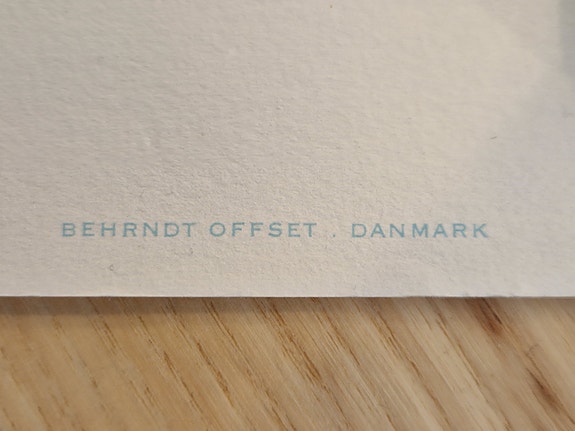 BEHRNDT OFFSET . DANMARK